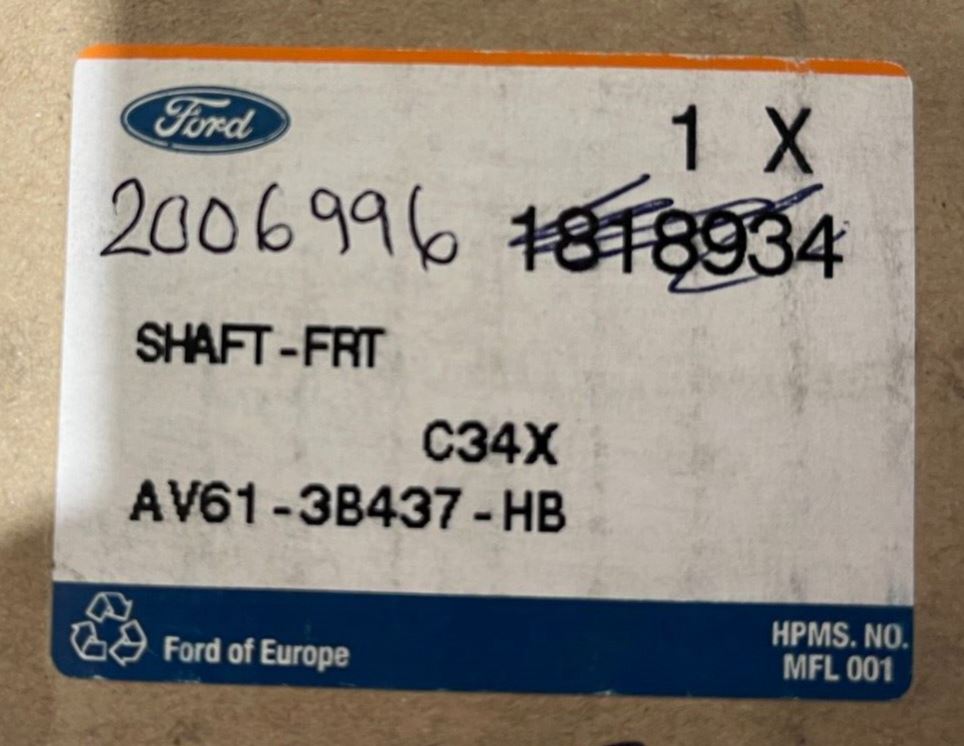 Ford
1 X
2006996 1818934
SHAFT-FRT
C34X
AV61-3B437-HB
Ford of Europe
HPMS. NO.
MFL 001